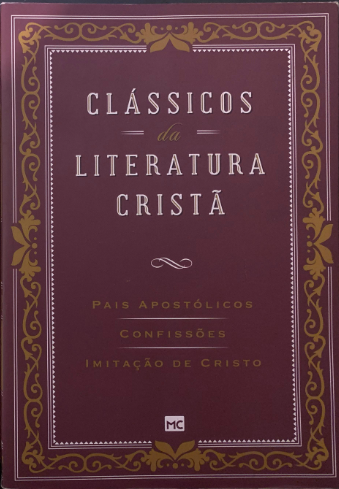 CLÁSSICOS
da
LITERATURA
CRISTÃ
PAIS APOSTÓLICOS
CONFISSÕES
IMITAÇÃO DE CRISTO
MC